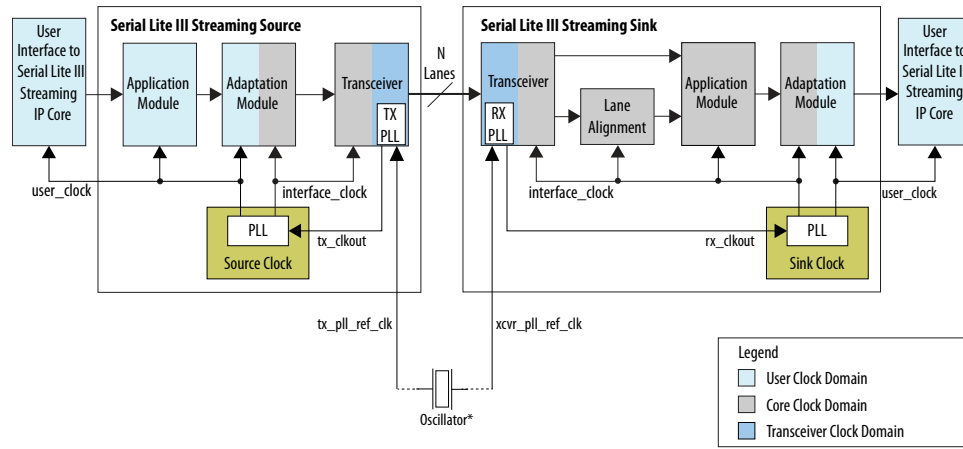 User
Interface to
Serial Lite III
Streaming
IP Core
Serial Lite III Streaming Source
Application
Module
Adaptation
Module
Transceiver
TX
PLL
N
Lanes
user_clock
interface_clock
PLL
Source Clock
tx_clkout
Serial Lite III Streaming Sink
Transceiver
RX
PLL
Lane
Alignment
Application
Module
Adaptation
Module
User
Interface to
Serial Lite I
Streaming
IP Core
interface_clock
user_clock
rx_clkout
PLL
Sink Clock
tx_pll_ref_clk
xcvr_pll_ref_clk
Oscillator*
Legend
User Clock Domain
Core Clock Domain
Transceiver Clock Domain